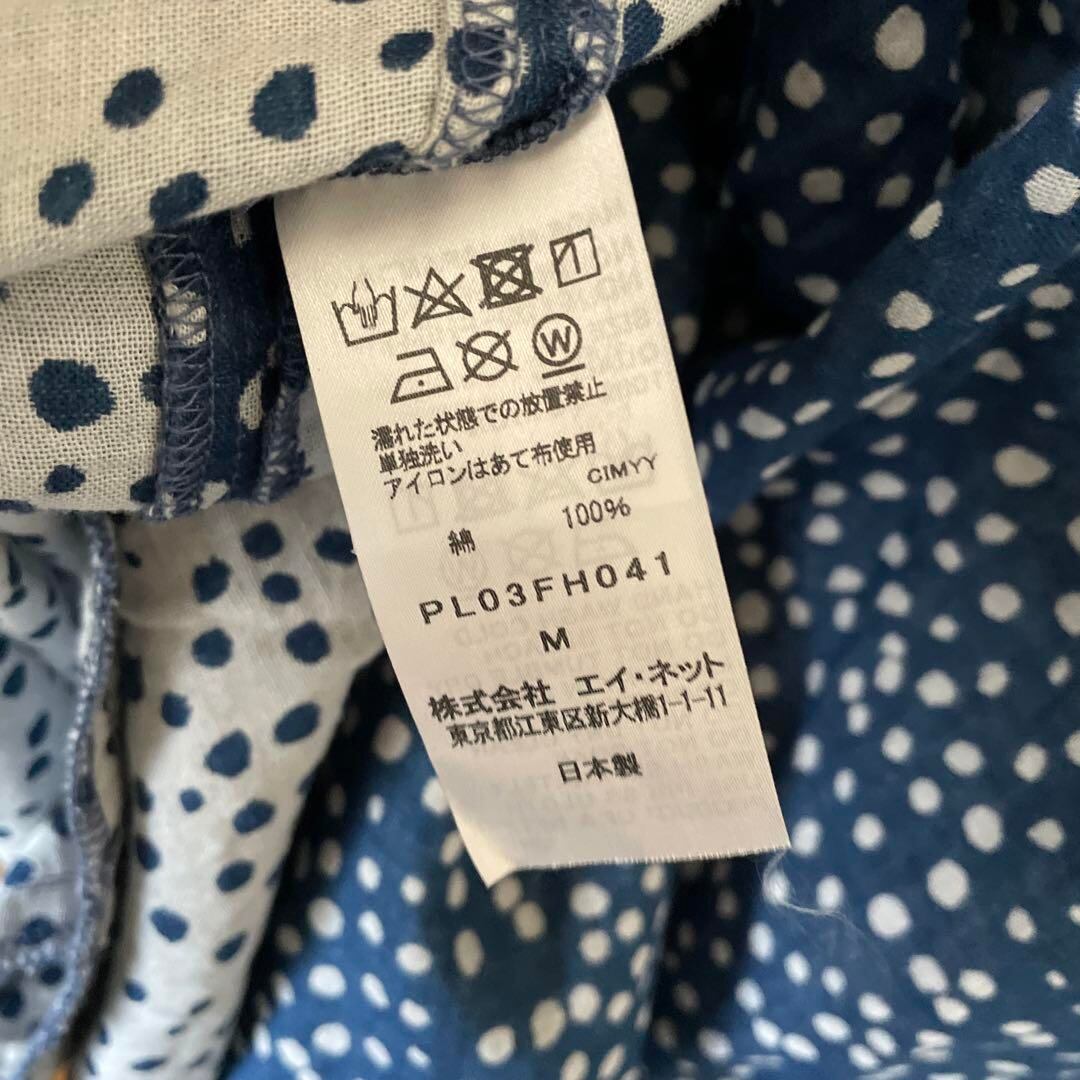 W
濡れた状態での放置禁止
単独洗い
アイロンはあて布使用
CIMYY
綿 100%
PL03FH041
M
株式会社 エイ・ネット
東京都江東区新大橋1-1-11
日本製